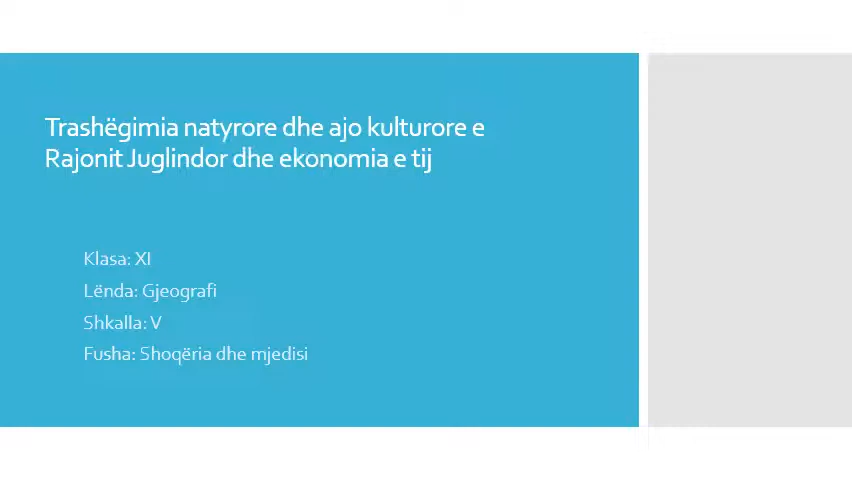 Trashëgimia natyrore dhe ajo kulturore e
Rajonit Juglindor dhe ekonomia e tij
Klasa: XI
Lënda: Gjeografi
Shkalla: V
Fusha: Shoqëria dhe mjedisi